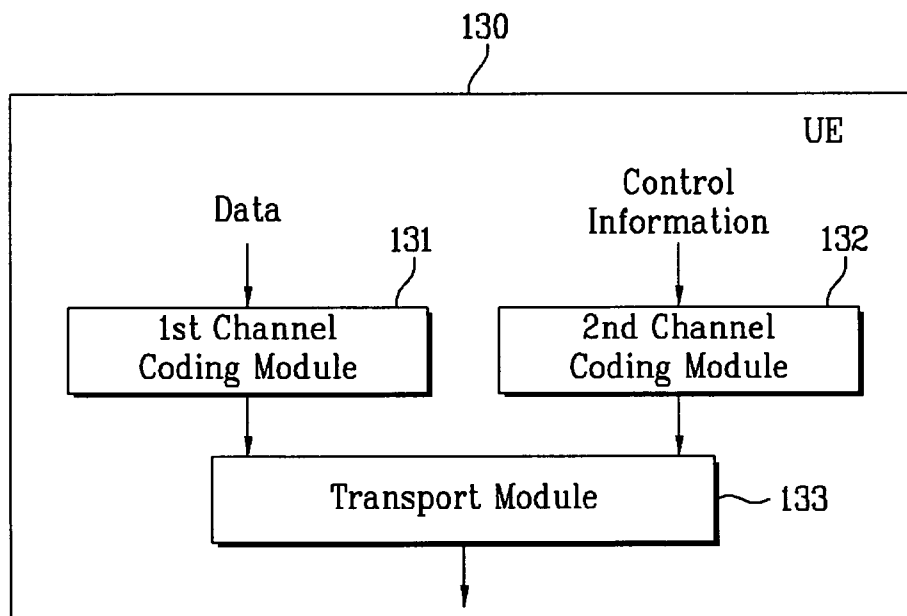 130
UE
Data
Control
Information
131
132
1st Channel
Coding Module
2nd Channel
Coding Module
Transport Module
133